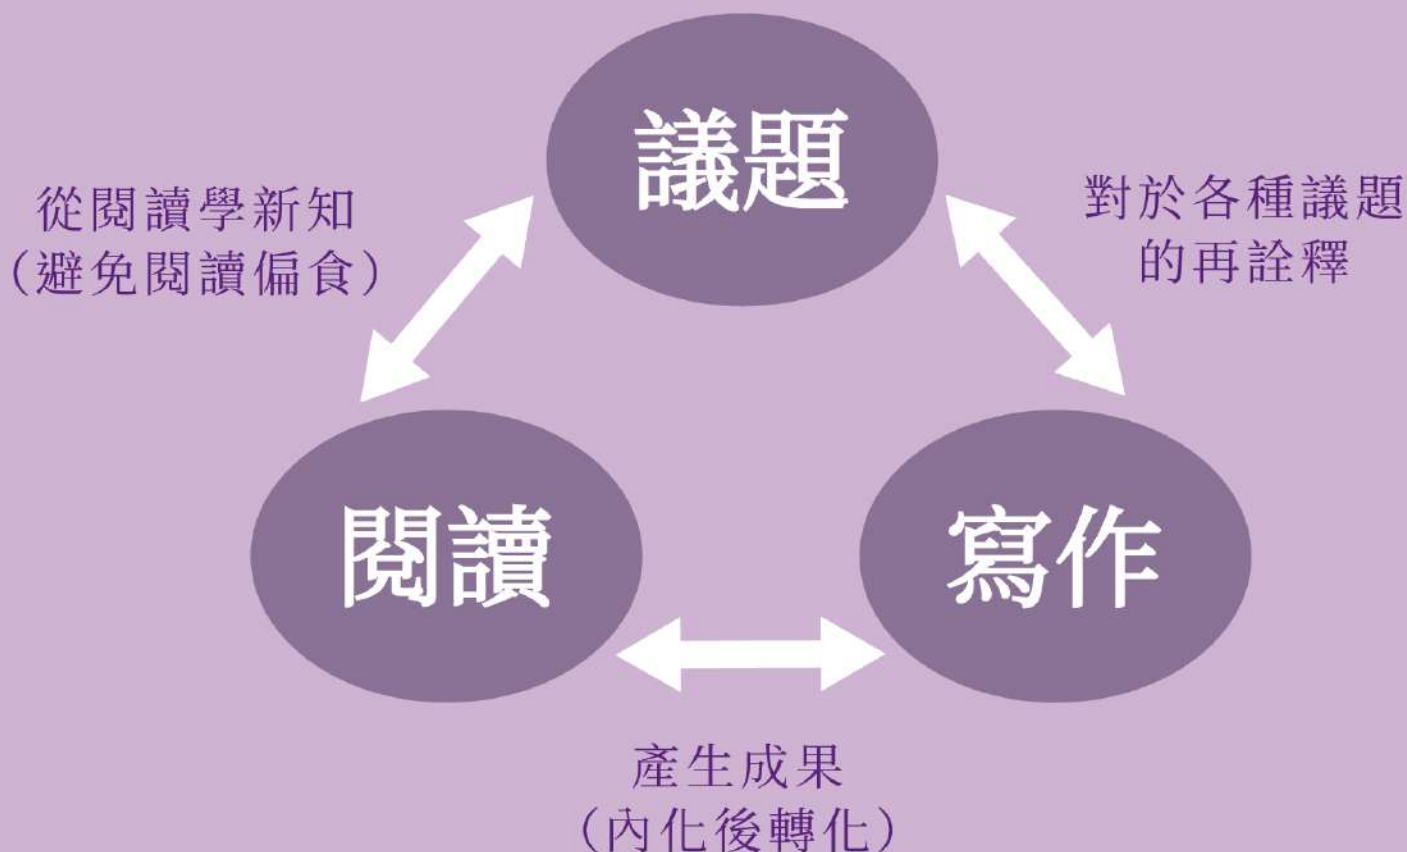 議題
從閱讀學新知
（避免閱讀偏食）
對於各種議題
的再詮釋
閱讀
寫作
產生成果
（內化後轉化）